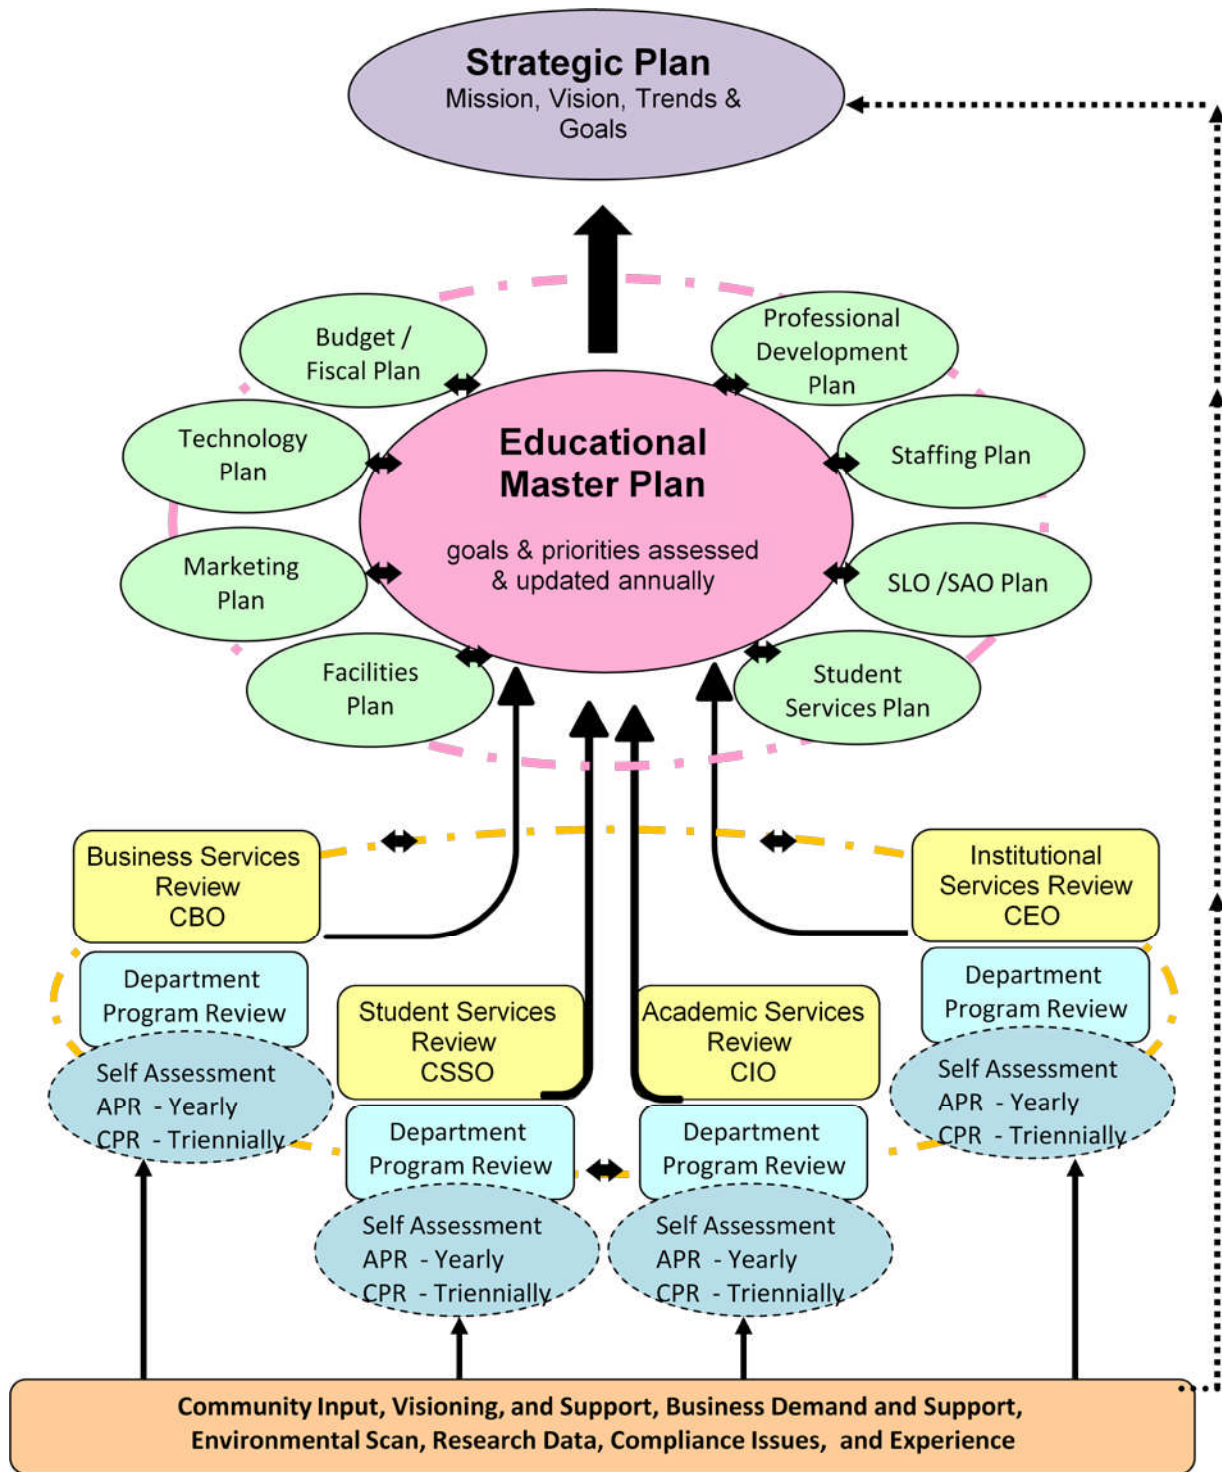 Strategic Plan
Mission, Vision, Trends &
Goals
Budget /
Fiscal Plan
Professional
Development
Plan
Technology
Plan
Educational
Master Plan
goals & priorities assessed
& updated annually
Staffing Plan
Marketing
Plan
SLO /SAO Plan
Facilities
Plan
Student
Services Plan
Business Services
Review
CBO
Institutional
Services Review
CEO
Department
Program Review
Self Assessment
APR - Yearly
CPR - Triennially
Student Services
Review
CSSO
Department
Program Review
Self Assessment
APR - Yearly
CPR - Triennially
Academic Services
Review
CIO
Department
Program Review
Self Assessment
APR - Yearly
CPR - Triennially
Department
Program Review
Self Assessment
APR - Yearly
CPR - Triennially
Community Input, Visioning, and Support, Business Demand and Support,
Environmental Scan, Research Data, Compliance Issues, and Experience